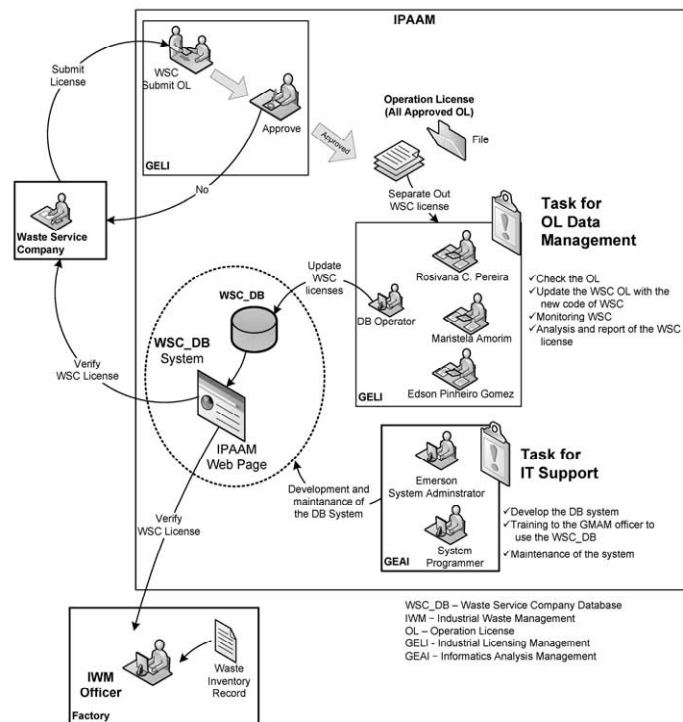 IPAAM
Submit
License
WSC
Submit OL
Approve
GELI
Approved
Operation License
(All Approved OL)
File
No
Separate Out
WSC license
Waste Service
Company
Task for
OL Data
Management
Rosivana C. Pereira
Update
WSC
licenses
WSC_DB
DB Operator
Maristela Amorim
Edson Pinheiro Gomez
GELI
✓Check the OL
✓Update the WSC OL with the
new code of WSC
✓Monitoring WSC
✓Analysis and report of the WSC
license
WSC_DB
System
IPAAM
Web Page
Verify
WSC License
Task for
IT Support
Emerson
System Adminstrator
System
Programmer
GEAI
Development and
maintanance of
the DB System
✓Develop the DB system
✓Training to the GMAM officer to
use the WSC_DB
✓Maintenance of the system
Verify
WSC License
WSC_DB – Waste Service Company Database
IWM – Industrial Waste Management
OL – Operation License
GELI - Industrial Licensing Management
GEAI – Informatics Analysis Management
IWM
Officer
Waste
Inventory
Record
Factory